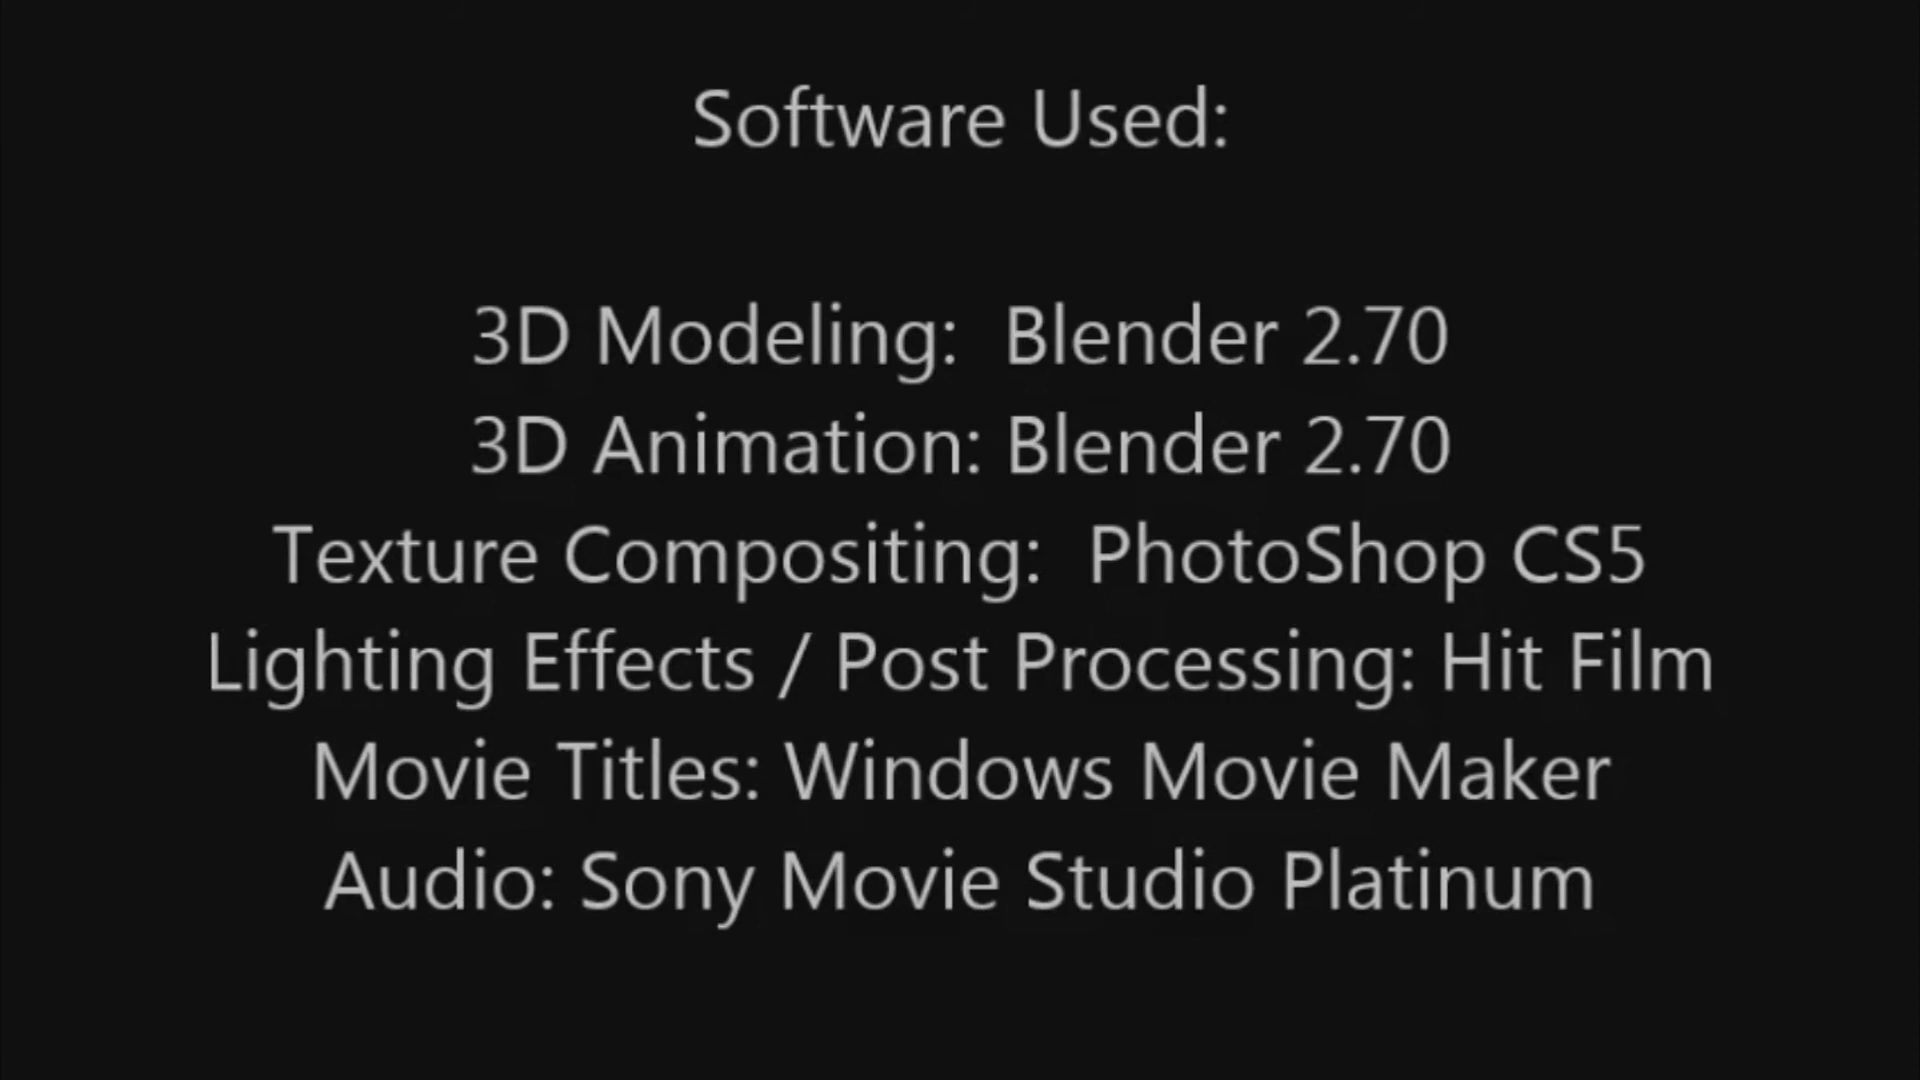 Software Used:
3D Modeling:  Blender 2.70
3D Animation: Blender 2.70
Texture Compositing:  PhotoShop CS5
Lighting Effects / Post Processing: Hit Film
Movie Titles: Windows Movie Maker
Audio: Sony Movie Studio Platinum